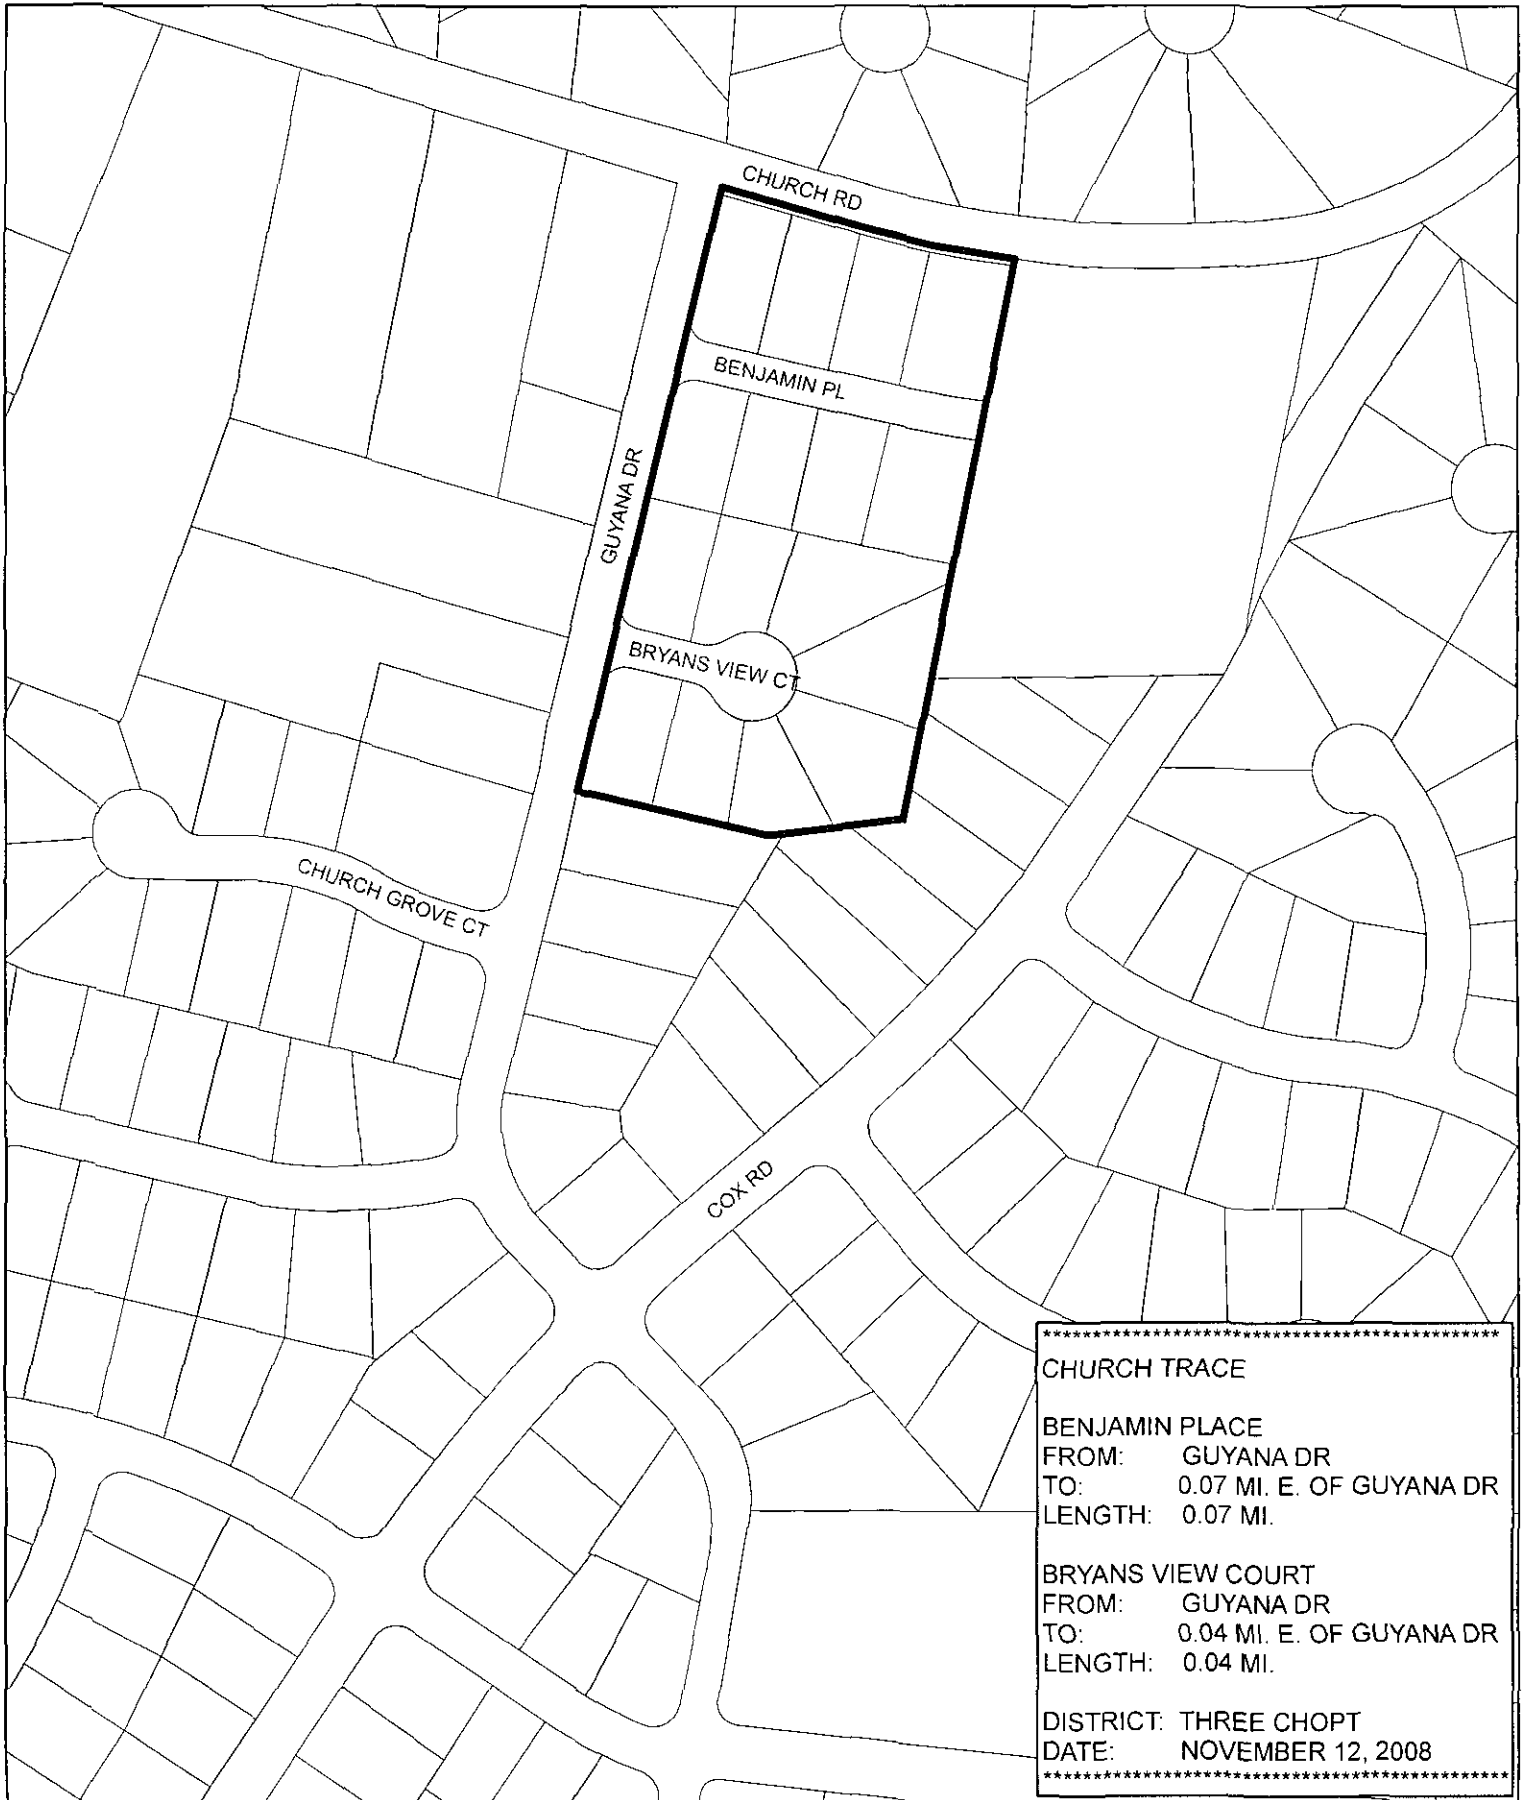 CHURCH RD
BENJAMIN PL
GUYANA DR
BRYANS VIEW CT
CHURCH GROVE CT
COX RD
**********************************************
CHURCH TRACE
BENJAMIN PLACE
FROM: GUYANA DR
TO: 0.07 MI. E. OF GUYANA DR
LENGTH: 0.07 MI.
BRYANS VIEW COURT
FROM: GUYANA DR
TO: 0.04 MI. E. OF GUYANA DR
LENGTH: 0.04 MI.
DISTRICT: THREE CHOPT
DATE: NOVEMBER 12, 2008
**********************************************